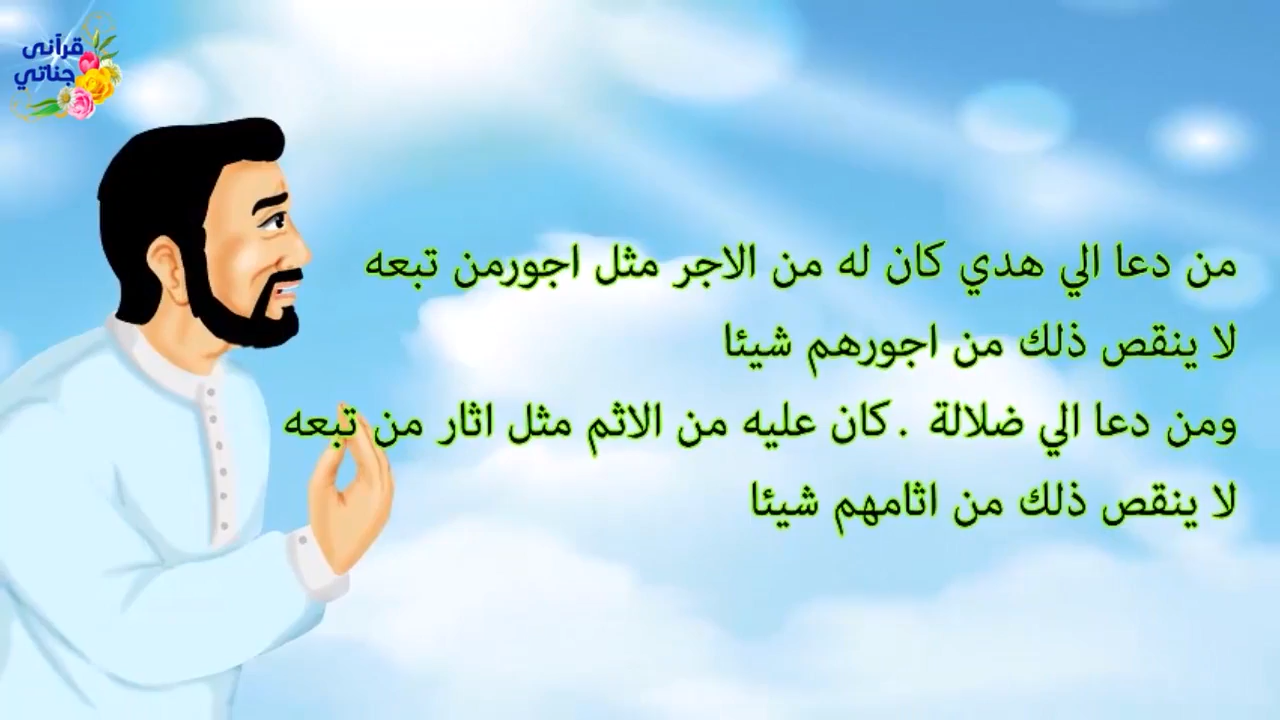 قرآنى
جناتي
من دعا الي هدي كان له من الاجر مثل اجورمن تبعه
لا ينقص ذلك من اجورهم شيئا
ومن دعا الي ضلالة . كان عليه من الاثم مثل اثار من تبعه
لا ينقص ذلك من اثامهم شيئا